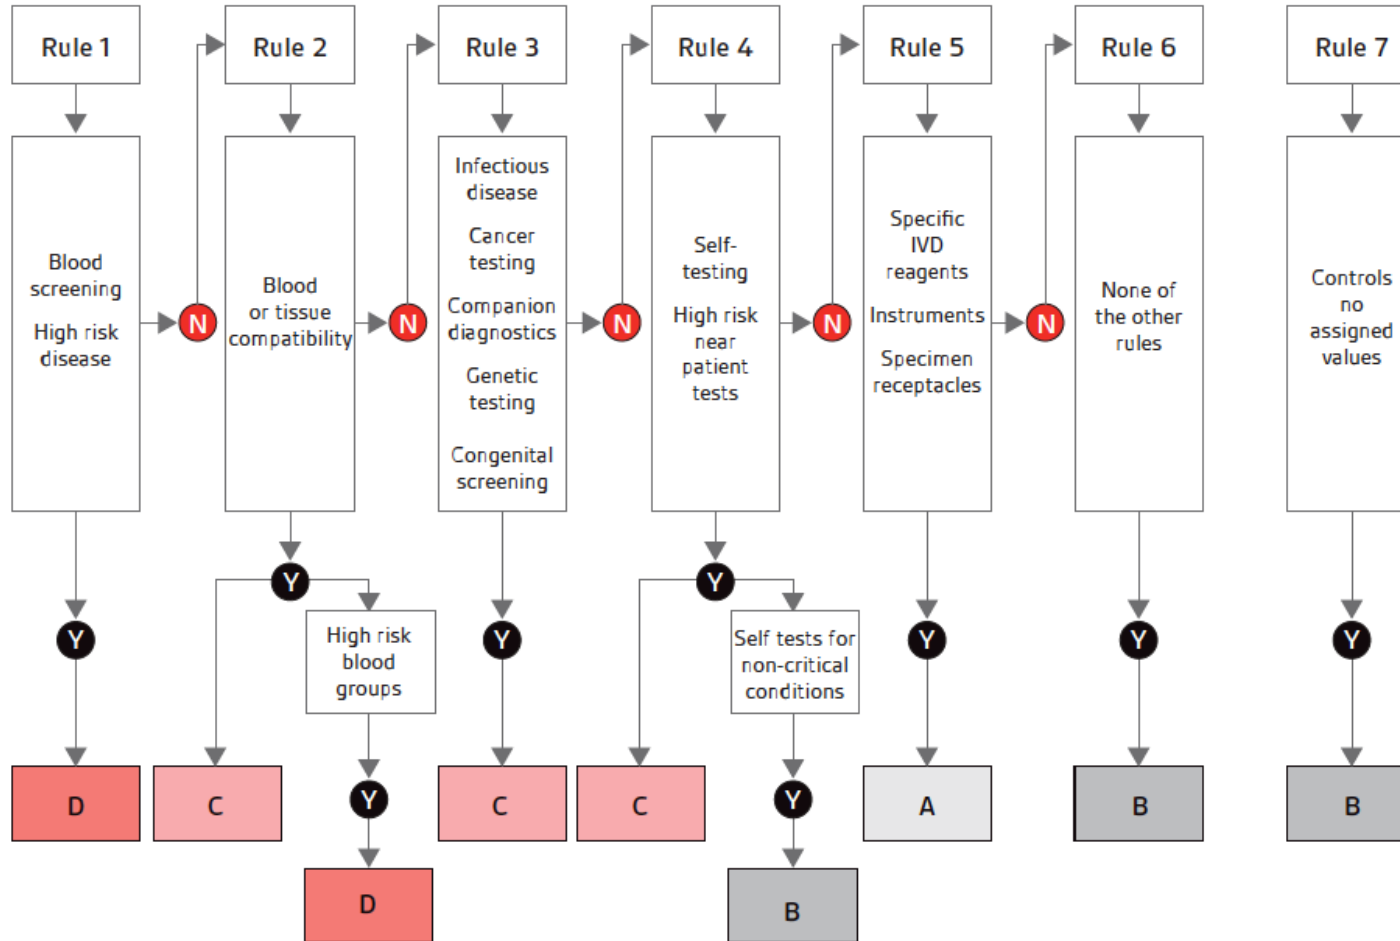 Rule 1
Rule 2
Rule 3
Rule 4
Rule 5
Rule 6
Rule 7
Blood
screening
High risk
disease
N
Blood
or tissue
compatibility
N
Infectious
disease
Cancer
testing
Companion
diagnostics
Genetic
testing
Congenital
screening
N
Self-
testing
High risk
near
patient
tests
N
Specific
IVD
reagents
Instruments
Specimen
receptacles
N
None of
the other
rules
Controls
no
assigned
values
Y
Y
High risk
blood
groups
Y
Y
Self tests for
non-critical
conditions
Y
Y
Y
D
C
Y
C
C
Y
A
B
B
D
B